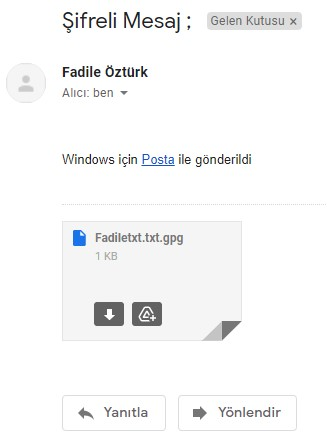 Şifreli Mesaj ; Gelen Kutusu x
Fadile Öztürk
Alıcı: ben
Windows için Posta ile gönderildi
Fadiletxt.txt.gpg
1 KB
Yanıtla Yönlendir